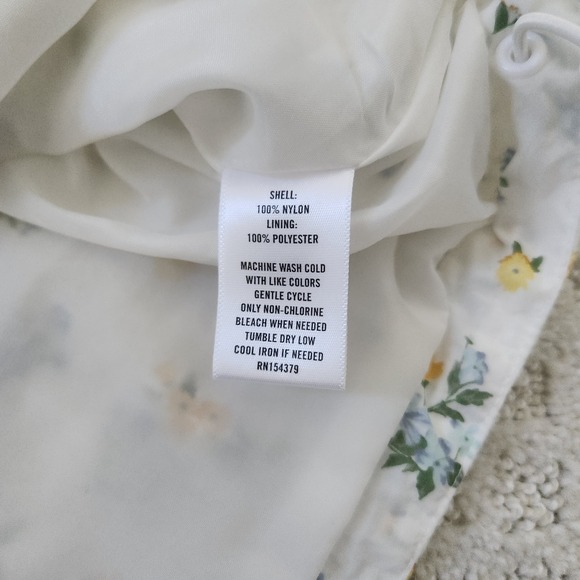 SHELL:
100% NYLON
LINING:
100% POLYESTER
MACHINE WASH COLD
WITH LIKE COLORS
GENTLE CYCLE
ONLY NON-CHLORINE
BLEACH WHEN NEEDED
TUMBLE DRY LOW
COOL IRON IF NEEDED
RN154379